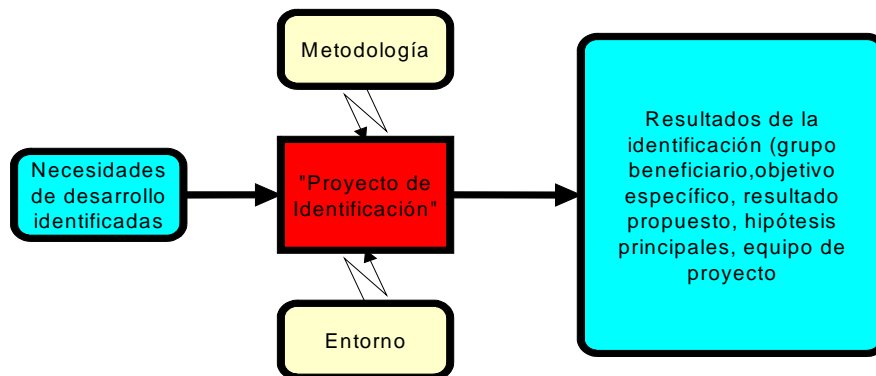 Metodología
Necesidades
de desarrollo
identificadas
"Proyecto de
Identificación"
Entorno
Resultados de la
identificación (grupo
beneficiario,objetivo
específico, resultado
propuesto, hipótesis
principales, equipo de
proyecto